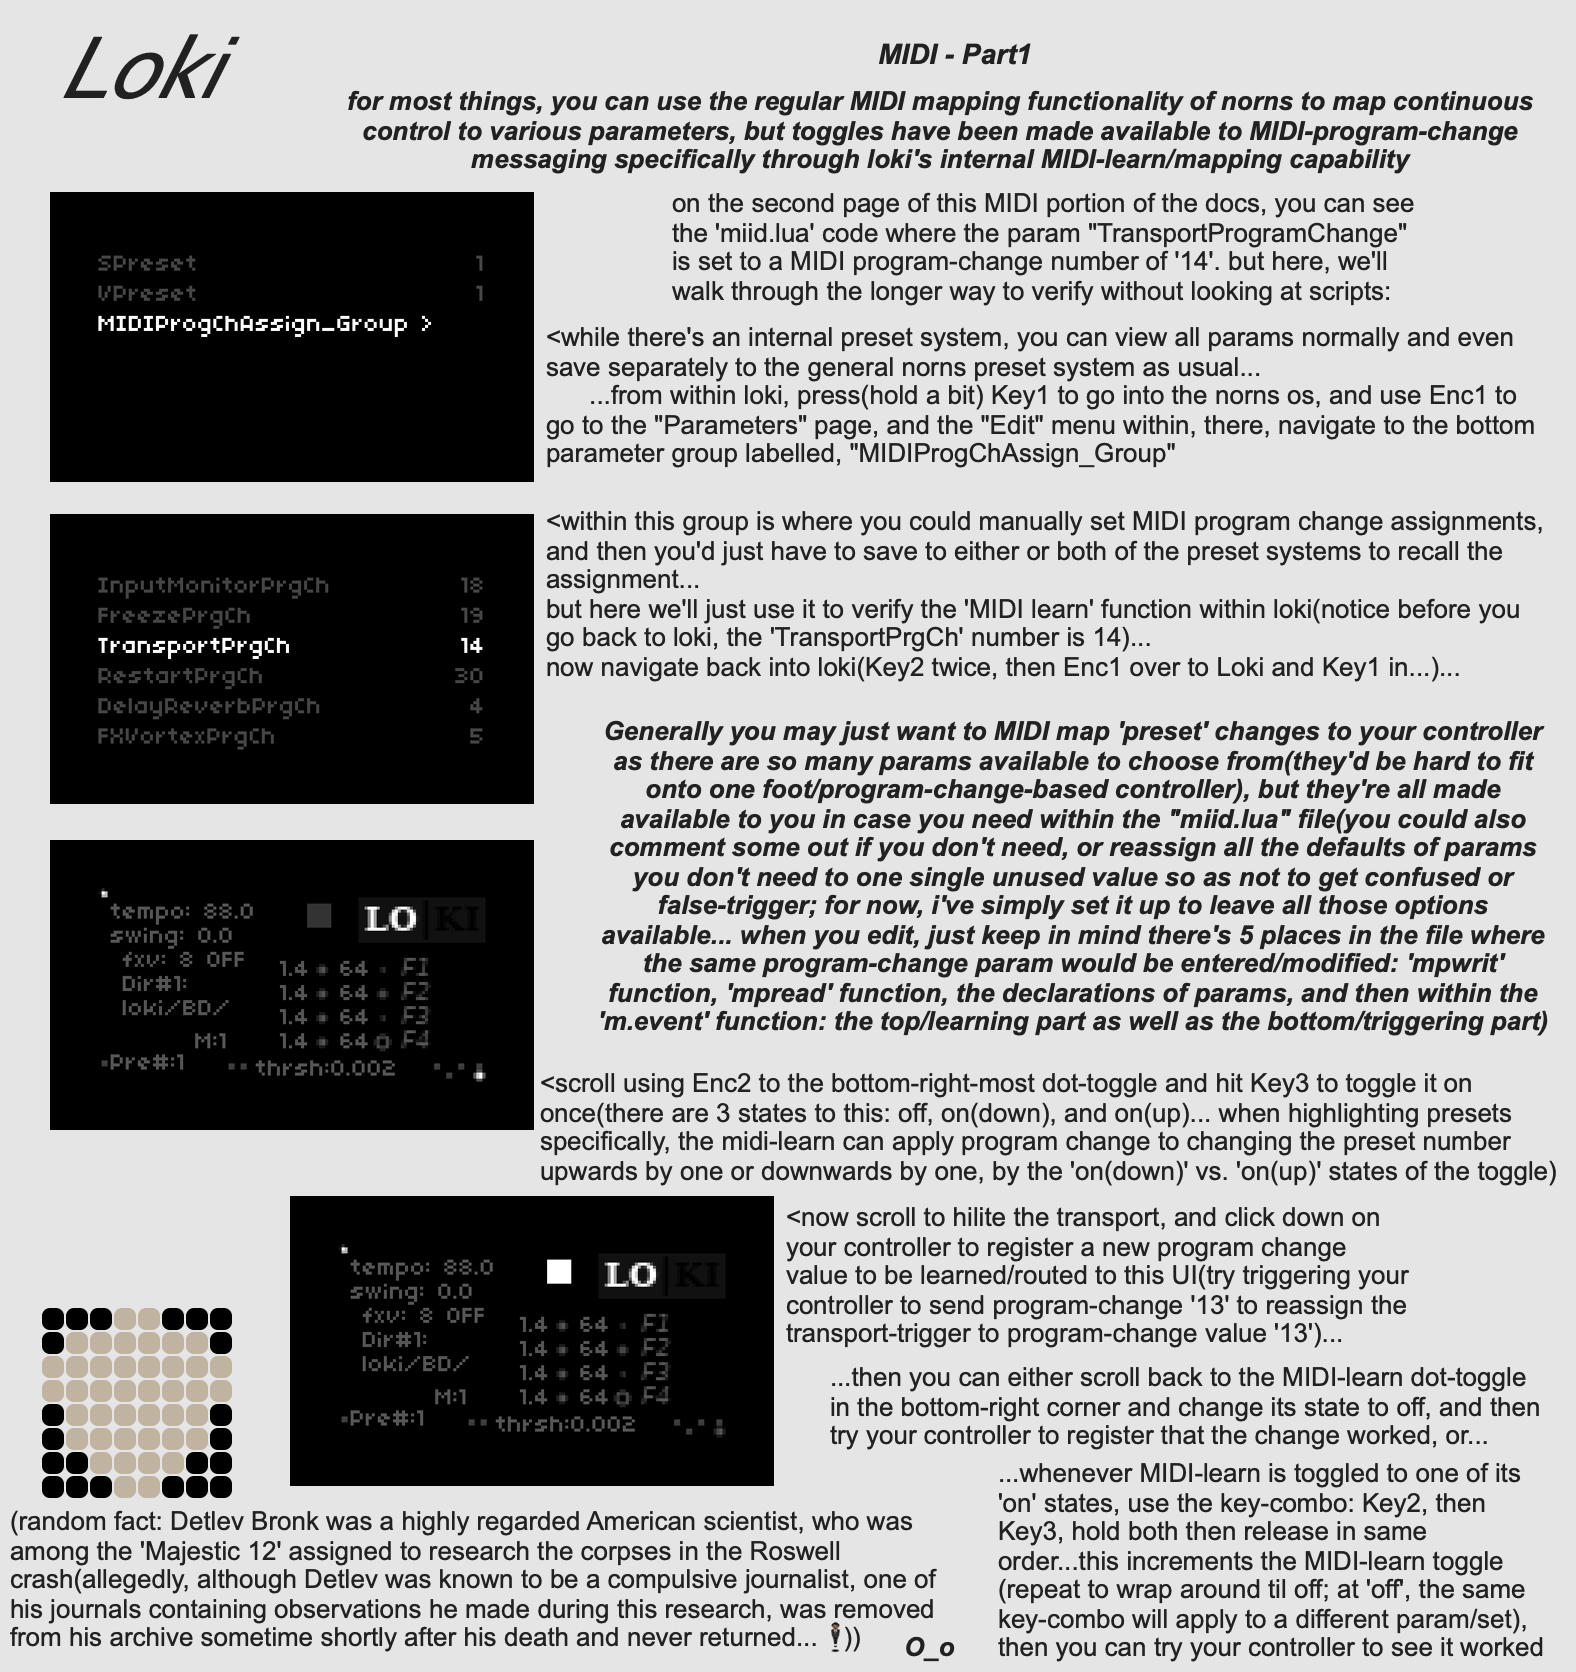 Loki
MIDI - Part1
for most things, you can use the regular MIDI mapping functionality of norns to map continuous
control to various parameters, but toggles have been made available to MIDI-program-change
messaging specifically through loki's internal MIDI-learn/mapping capability
on the second page of this MIDI portion of the docs, you can see
the 'miid.lua' code where the param "TransportProgramChange"
is set to a MIDI program-change number of '14'. but here, we'll
walk through the longer way to verify without looking at scripts:
SPreset 1
VPreset 1
MIDIProgChAssign_Group >
<while there's an internal preset system, you can view all params normally and even
save separately to the general norns preset system as usual...
...from within loki, press(hold a bit) Key1 to go into the norns os, and use Enc1 to
go to the "Parameters" page, and the "Edit" menu within, there, navigate to the bottom
parameter group labelled, "MIDIProgChAssign_Group"
InputMonitorPrgCh 18
FreezePrgCh 19
TransportPrgCh 14
RestartPrgCh 30
DelayReverbPrgCh 4
FXVortexPrgCh 5
<within this group is where you could manually set MIDI program change assignments,
and then you'd just have to save to either or both of the preset systems to recall the
assignment...
but here we'll just use it to verify the 'MIDI learn' function within loki(notice before you
go back to loki, the 'TransportPrgCh' number is 14)...
now navigate back into loki(Key2 twice, then Enc1 over to Loki and Key1 in...)...
Generally you may just want to MIDI map 'preset' changes to your controller
as there are so many params available to choose from(they'd be hard to fit
onto one foot/program-change-based controller), but they're all made
available to you in case you need within the "miid.lua" file(you could also
comment some out if you don't need, or reassign all the defaults of params
you don't need to one single unused value so as not to get confused or
false-trigger; for now, i've simply set it up to leave all those options
available... when you edit, just keep in mind there's 5 places in the file where
the same program-change param would be entered/modified: 'mpwrit'
function, 'mpread' function, the declarations of params, and then within the
'm.event' function: the top/learning part as well as the bottom/triggering part)
tempo: 88.0
LO|KI
swing: 0.0
fxv: 8 OFF
1.4 64 F1
Dir#1:
1.4 64 F2
loki/BD/
1.4 64 F3
M:1
1.4 64 F4
Pre#:1
thrsh:0.002
<scroll using Enc2 to the bottom-right-most dot-toggle and hit Key3 to toggle it on
once(there are 3 states to this: off, on(down), and on(up)... when highlighting presets
specifically, the midi-learn can apply program change to changing the preset number
upwards by one or downwards by one, by the 'on(down)' vs. 'on(up)' states of the toggle)
tempo: 88.0
LO|KI
swing: 0.0
fxv: 8 OFF
1.4 64 F1
Dir#1:
1.4 64 F2
loki/BD/
1.4 64 F3
M:1
1.4 64 F4
Pre#:1
thrsh:0.002
<now scroll to hilite the transport, and click down on
your controller to register a new program change
value to be learned/routed to this UI(try triggering your
controller to send program-change '13' to reassign the
transport-trigger to program-change value '13')...
...then you can either scroll back to the MIDI-learn dot-toggle
in the bottom-right corner and change its state to off, and then
try your controller to register that the change worked, or...
...whenever MIDI-learn is toggled to one of its
'on' states, use the key-combo: Key2, then
Key3, hold both then release in same
order...this increments the MIDI-learn toggle
(repeat to wrap around til off; at 'off', the same
key-combo will apply to a different param/set),
then you can try your controller to see it worked
(random fact: Detlev Bronk was a highly regarded American scientist, who was
among the 'Majestic 12' assigned to research the corpses in the Roswell
crash(allegedly, although Detlev was known to be a compulsive journalist, one of
his journals containing observations he made during this research, was removed
from his archive sometime shortly after his death and never returned... 🕴))
O_o